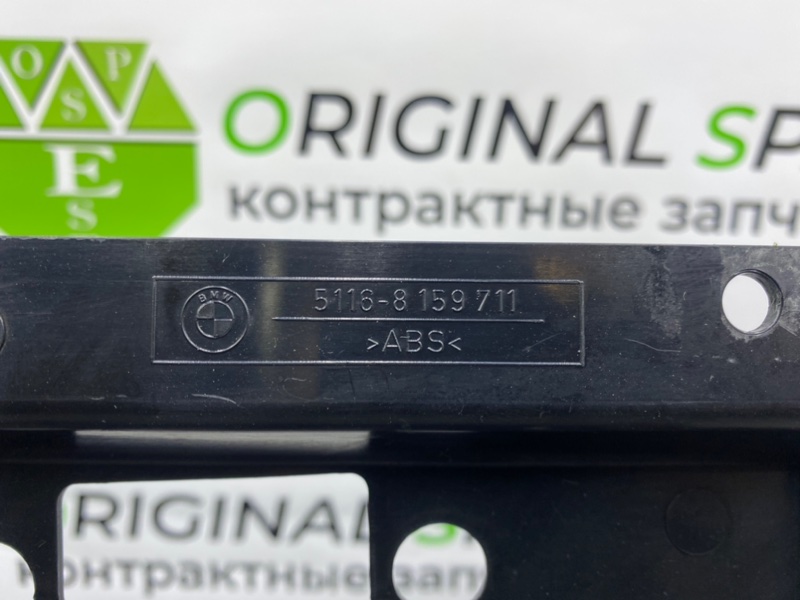 O P
S
E
S
ORIGINAL SP
контрактные запч
BMW
5116-8 159 711
>ABS<
RIGINAL S
контрактные